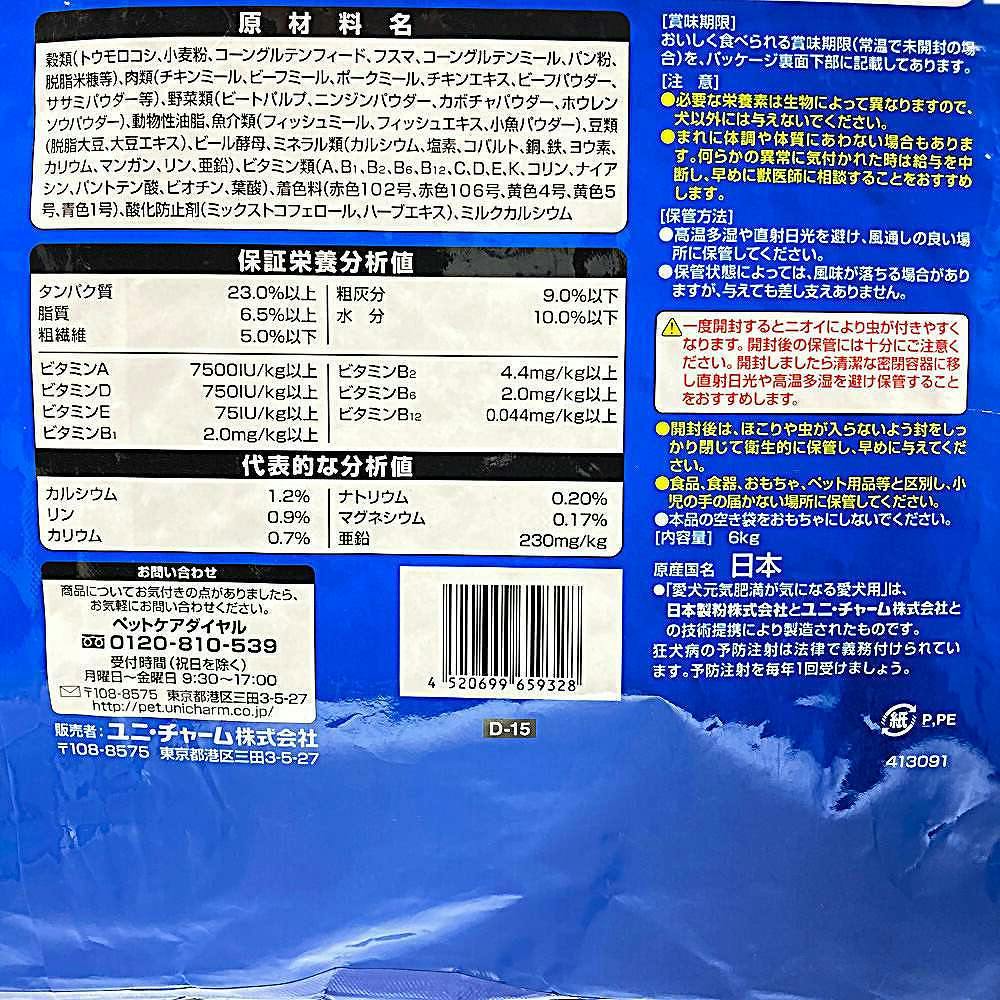 原材料名
穀類(トウモロコシ、小麦粉、コーングルテンフィード、フスマ、コーングルテンミール、パン粉、
脱脂米糠等)、肉類(チキンミール、ビーフミール、ポークミール、チキンエキス、ビーフパウダー、
ササミパウダー等)、野菜類(ビートパルプ、ニンジンパウダー、カボチャパウダー、ホウレン
ソウパウダー)、動物性油脂、魚介類(フィッシュミール、フィッシュエキス、小魚パウダー)、豆類
(脱脂大豆、大豆エキス)、ビール酵母、ミネラル類(カルシウム、塩素、コバルト、銅、鉄、ヨウ素、
カリウム、マンガン、リン、亜鉛)、ビタミン類(A、B1、B2、B6、B12、C、D、E、K、コリン、ナイア
シン、パントテン酸、ビオチン、葉酸)、着色料(赤色102号、赤色106号、黄色4号、黄色5
号、青色1号)、酸化防止剤(ミックストコフェロール、ハーブエキス)、ミルクカルシウム
保証栄養分析値
タンパク質 23.0%以上 粗灰分 9.0%以下
脂質 6.5%以上 水分 10.0%以下
粗繊維 5.0%以下
ビタミンA 7500IU/kg以上 ビタミンB2 4.4mg/kg以上
ビタミンD 750IU/kg以上 ビタミンB6 2.0mg/kg以上
ビタミンE 75IU/kg以上 ビタミンB12 0.044mg/kg以上
ビタミンB1 2.0mg/kg以上
代表的な分析値
カルシウム 1.2% ナトリウム 0.20%
リン 0.9% マグネシウム 0.17%
カリウム 0.7% 亜鉛 230mg/kg
お問い合わせ
商品についてお気付きの点がありましたら、
お気軽にお問い合わせください。
ペットケアダイヤル
0120-810-539
受付時間(祝日を除く)
月曜日〜金曜日 9:30〜17:00
〒108-8575 東京都港区三田3-5-27
http://pet.unicharm.co.jp/
販売者:ユニ・チャーム株式会社
〒108-8575 東京都港区三田3-5-27
4 520699 659328
D-15
[賞味期限]
おいしく食べられる賞味期限(常温で未開封の場
合)を、パッケージ裏面下部に記載してあります。
[注 意]
●必要な栄養素は生物によって異なりますので、
犬以外には与えないでください。
●まれに体調や体質にあわない場合もありま
す。何らかの異常に気付かれた時は給与を中
断し、早めに獣医師に相談することをおすすめ
します。
[保管方法]
●高温多湿や直射日光を避け、風通しの良い場
所に保管してください。
●保管状態によっては、風味が落ちる場合があり
ますが、与えても差し支えありません。
一度開封するとニオイにより虫が付きやすく
なります。開封後の保管には十分にご注意く
ださい。開封しましたら清潔な密閉容器に移
し直射日光や高温多湿を避け保管すること
をおすすめします。
●開封後は、ほこりや虫が入らないよう封をしっ
かり閉じて衛生的に保管し、早めに与えてくだ
さい。
●食品、食器、おもちゃ、ペット用品等と区別し、小
児の手の届かない場所に保管してください。
●本品の空き袋をおもちゃにしないでください。
[内容量] 6kg
原産国名 日本
●「愛犬元気肥満が気になる愛犬用」は、
日本製粉株式会社とユニ・チャーム株式会社と
の技術提携により製造されたものです。
狂犬病の予防注射は法律で義務付けられてい
ます。予防注射を毎年1回受けましょう。
紙 P,PE
413091